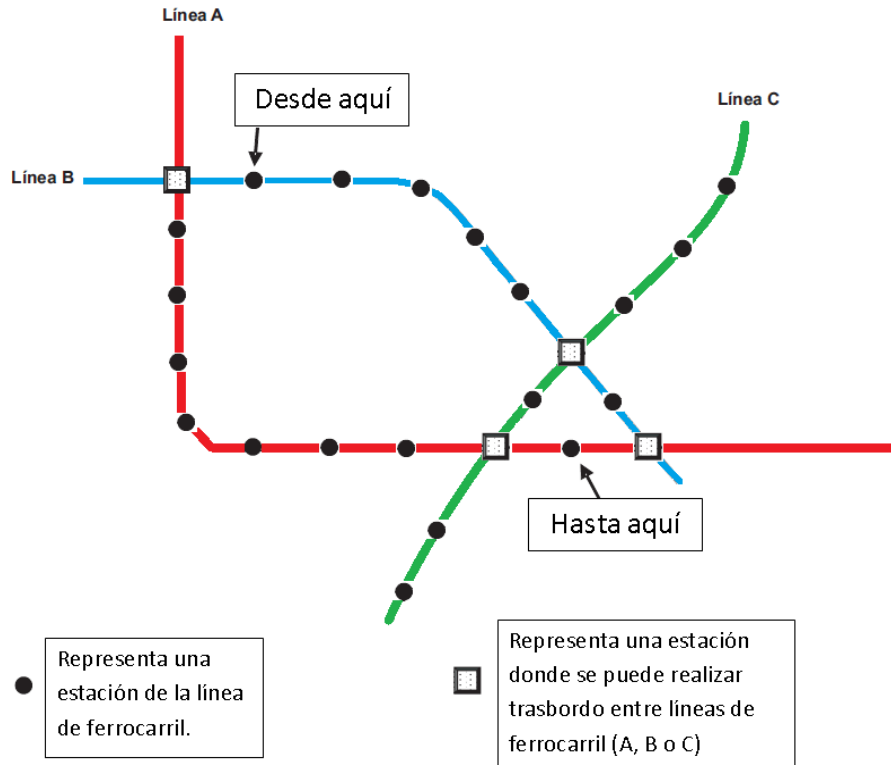 Línea A
Desde aquí
Línea C
Línea B
Hasta aquí
Representa una
estación de la línea
de ferrocarril.
Representa una estación
donde se puede realizar
trasbordo entre líneas de
ferrocarril (A, B o C)